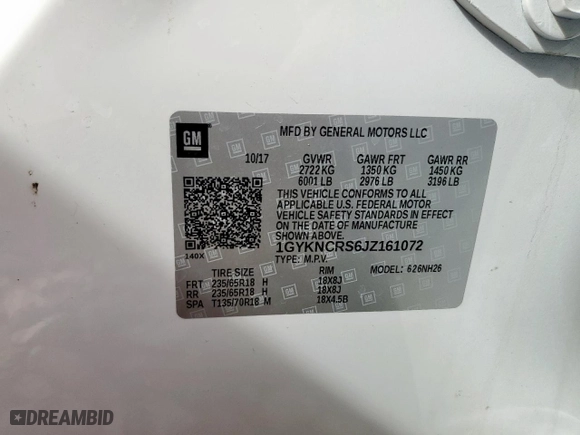 GM
MFD BY GENERAL MOTORS LLC
10/17 GVWR GAWR FRT GAWR RR
2722 KG 1350 KG 1450 KG
6001 LB 2976 LB 3196 LB
THIS VEHICLE CONFORMS TO ALL
APPLICABLE U.S. FEDERAL MOTOR
VEHICLE SAFETY STANDARDS IN EFFECT
ON THE DATE OF MANUFACTURE
SHOWN ABOVE.
1GYKNCRS6JZ161072
140X TYPE: M.P.V. MODEL: 626NH26
TIRE SIZE RIM
FRT 235/65R18 H 18X8J
RR 235/65R18 H 18X8J
SPA T135/70R18 M 18X4.5B
DREAMBID